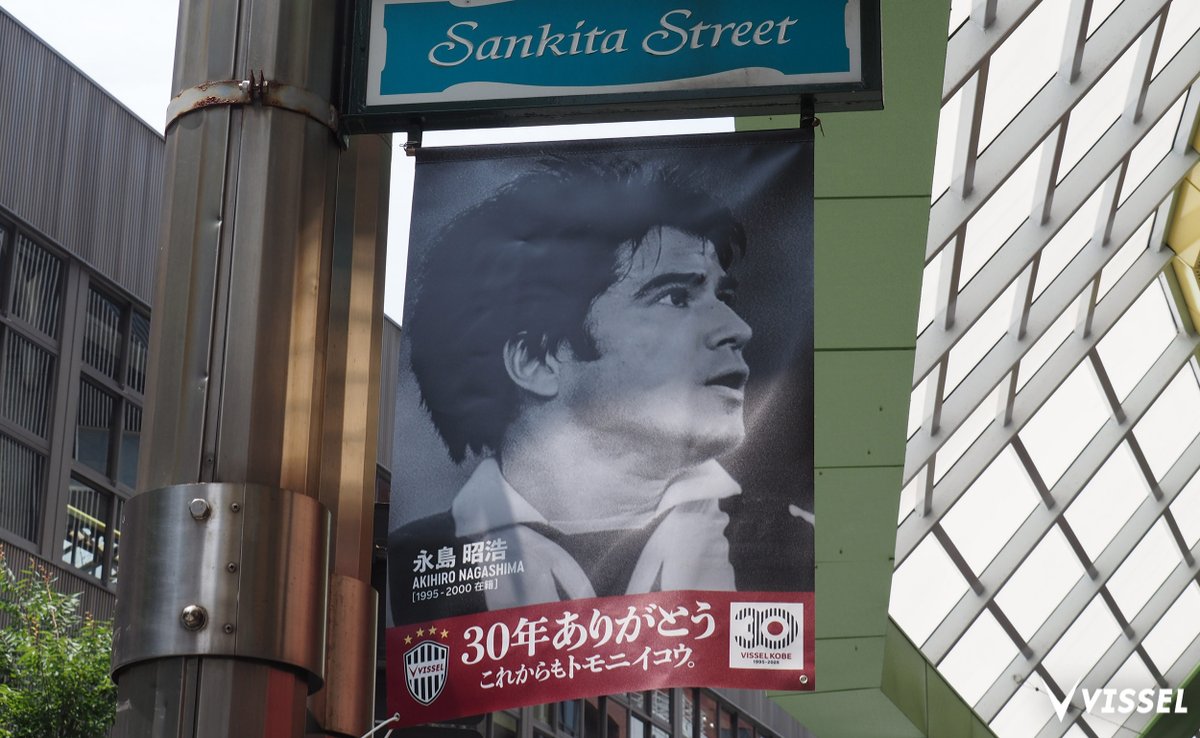 Sankita Street
永島 昭浩
AKIHIRO NAGASHIMA
[1995-2000 在籍]
30年ありがとう
これからもトモニイコウ。
VISSEL
30
VISSEL KOBE
1995-2025
VISSEL